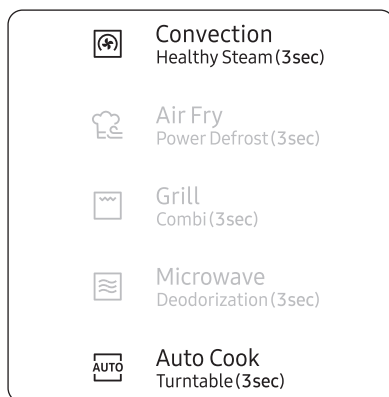 Convection
Healthy Steam(3sec)
Air Fry
Power Defrost(3sec)
Grill
Combi(3sec)
Microwave
Deodorization(3sec)
AUTO
Auto Cook
Turntable(3sec)